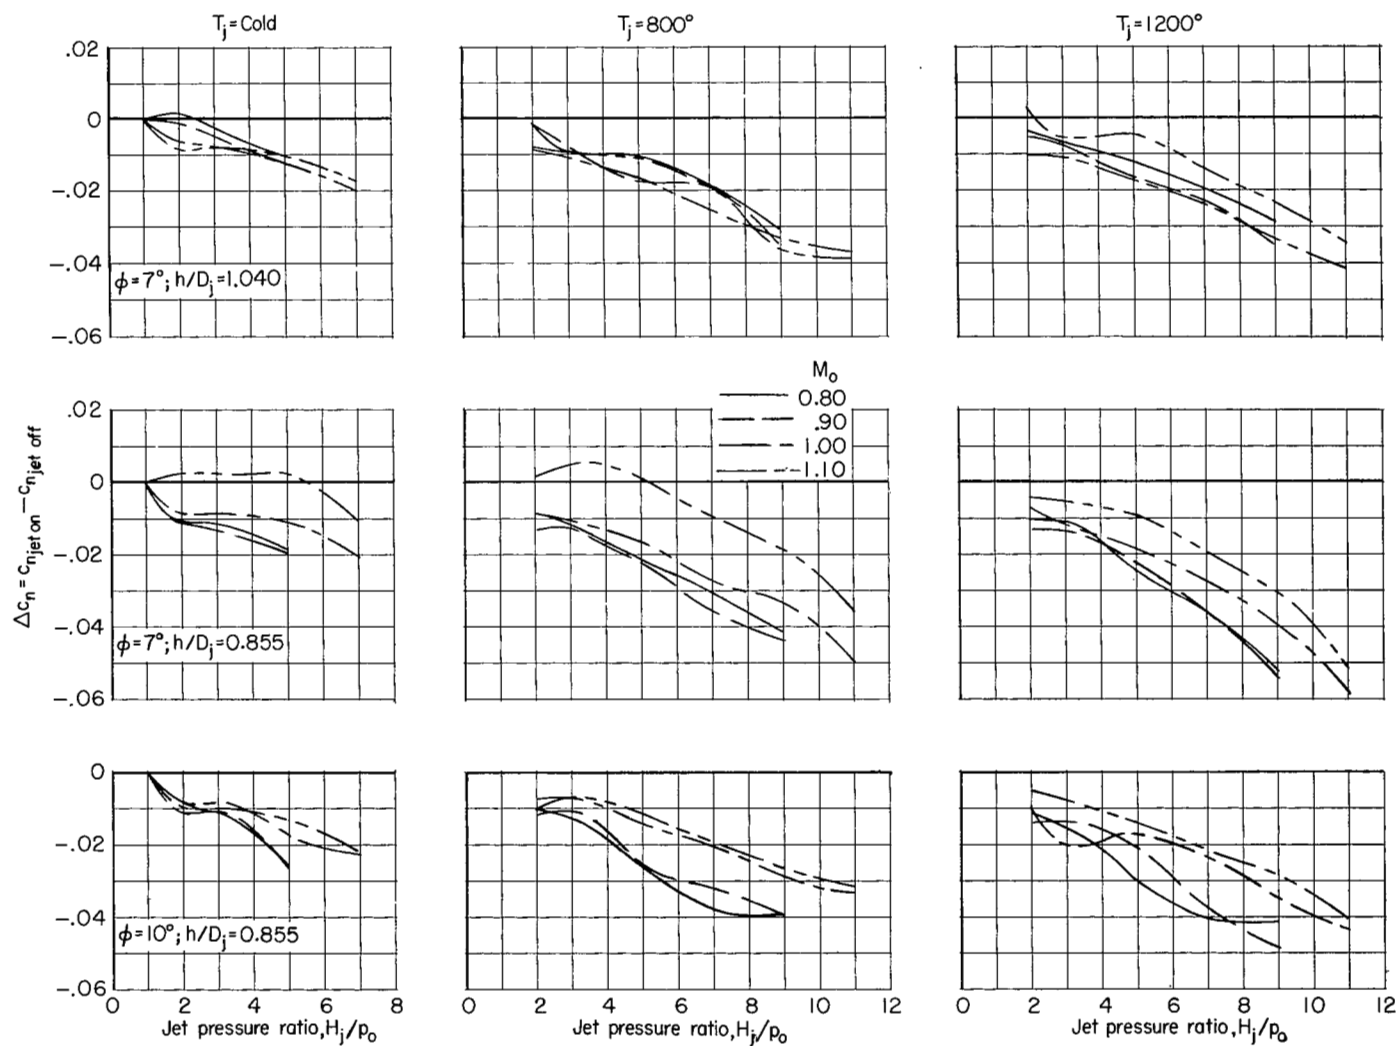 T_j = Cold
T_j = 800°
T_j = 1200°
.02
0
-.02
-.04
-.06
ϕ = 7°; h/D_j = 1.040
M_o
0.80
.90
1.00
1.10
.02
0
-.02
-.04
-.06
ϕ = 7°; h/D_j = 0.855
Δc_n = c_n jet on − c_n jet off
0
-.02
-.04
-.06
ϕ = 10°; h/D_j = 0.855
0 2 4 6 8
0 2 4 6 8 10 12
0 2 4 6 8 10 12
Jet pressure ratio, H_j/p_o
Jet pressure ratio, H_j/p_o
Jet pressure ratio, H_j/p_o